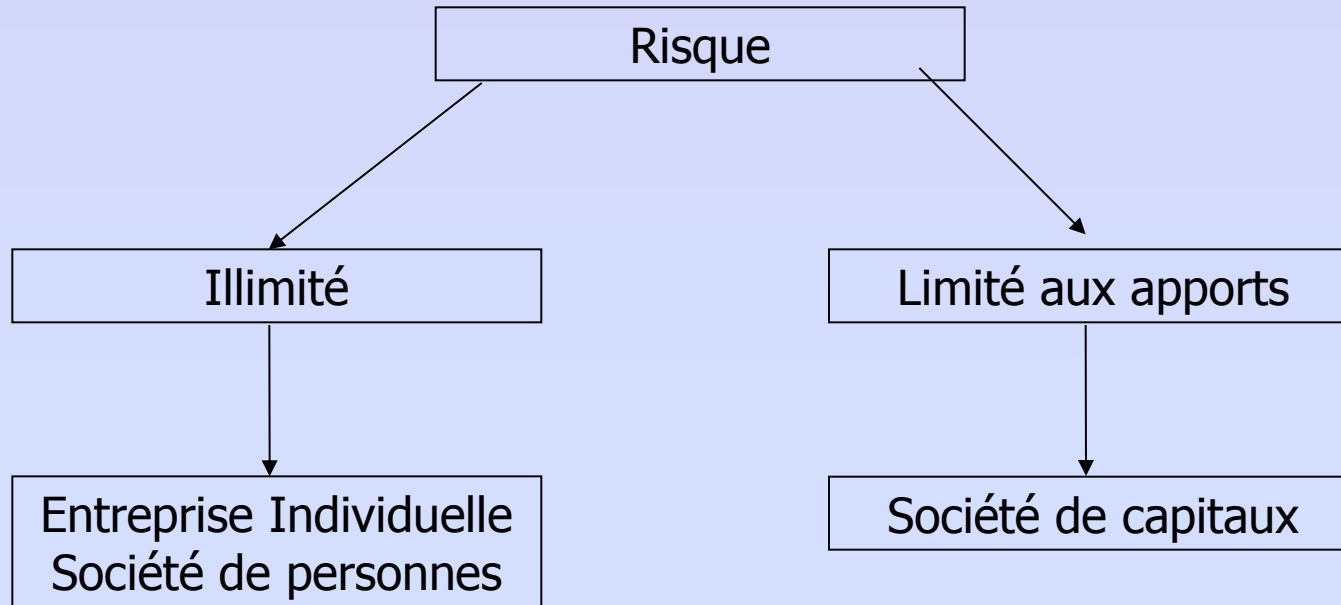 Risque
Illimité
Limité aux apports
Entreprise Individuelle
Société de personnes
Société de capitaux